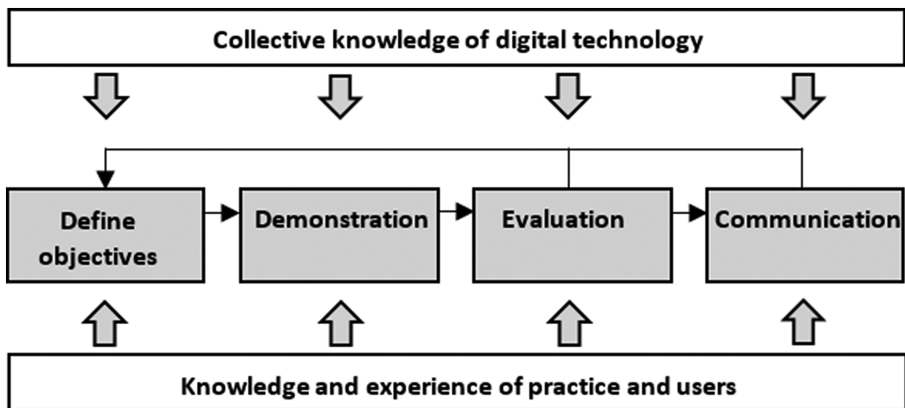 Collective knowledge of digital technology
Define
objectives
Demonstration
Evaluation
Communication
Knowledge and experience of practice and users